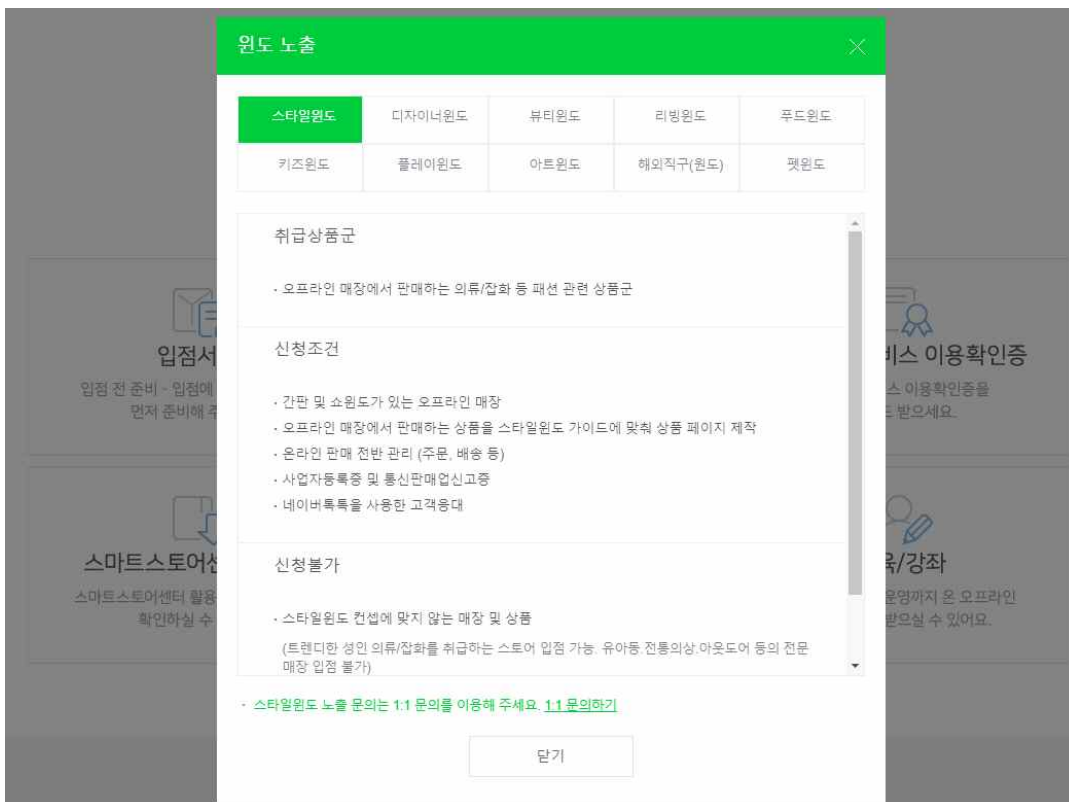 윈도 노출
스타일윈도 디자이너윈도 뷰티윈도 리빙윈도 푸드윈도
키즈윈도 플레이윈도 아트윈도 해외직구(윈도) 펫윈도
취급상품군
· 오프라인 매장에서 판매하는 의류/잡화 등 패션 관련 상품군
신청조건
· 간판 및 쇼윈도가 있는 오프라인 매장
· 오프라인 매장에서 판매하는 상품을 스타일윈도 가이드에 맞춰 상품 페이지 제작
· 온라인 판매 전반 관리 (주문, 배송 등)
· 사업자등록증 및 통신판매업신고증
· 네이버톡톡을 사용한 고객응대
신청불가
· 스타일윈도 컨셉에 맞지 않는 매장 및 상품
(트렌디한 성인 의류/잡화를 취급하는 스토어 입점 가능. 유아동.전통의상.아웃도어 등의 전문
매장 입점 불가)
· 스타일윈도 노출 문의는 1:1 문의를 이용해 주세요. 1:1 문의하기
닫기
입점서
입점 전 준비 - 입점에
먼저 준비해 주
비스 이용확인증
스 이용확인증을
받으세요.
스마트스토어센
스마트스토어센터 활용
확인하실 수
육/강좌
운영까지 온 오프라인
받으실 수 있어요.